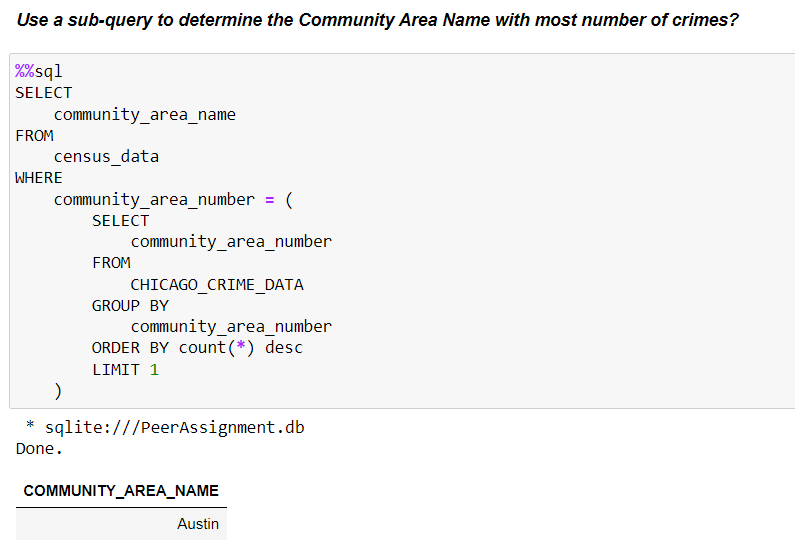 Use a sub-query to determine the Community Area Name with most number of crimes?
%%sql
SELECT
    community_area_name
FROM
    census_data
WHERE
    community_area_number = (
        SELECT
            community_area_number
        FROM
            CHICAGO_CRIME_DATA
        GROUP BY
            community_area_number
        ORDER BY count(*) desc
        LIMIT 1
    )
 * sqlite:///PeerAssignment.db
Done.
COMMUNITY_AREA_NAME
Austin